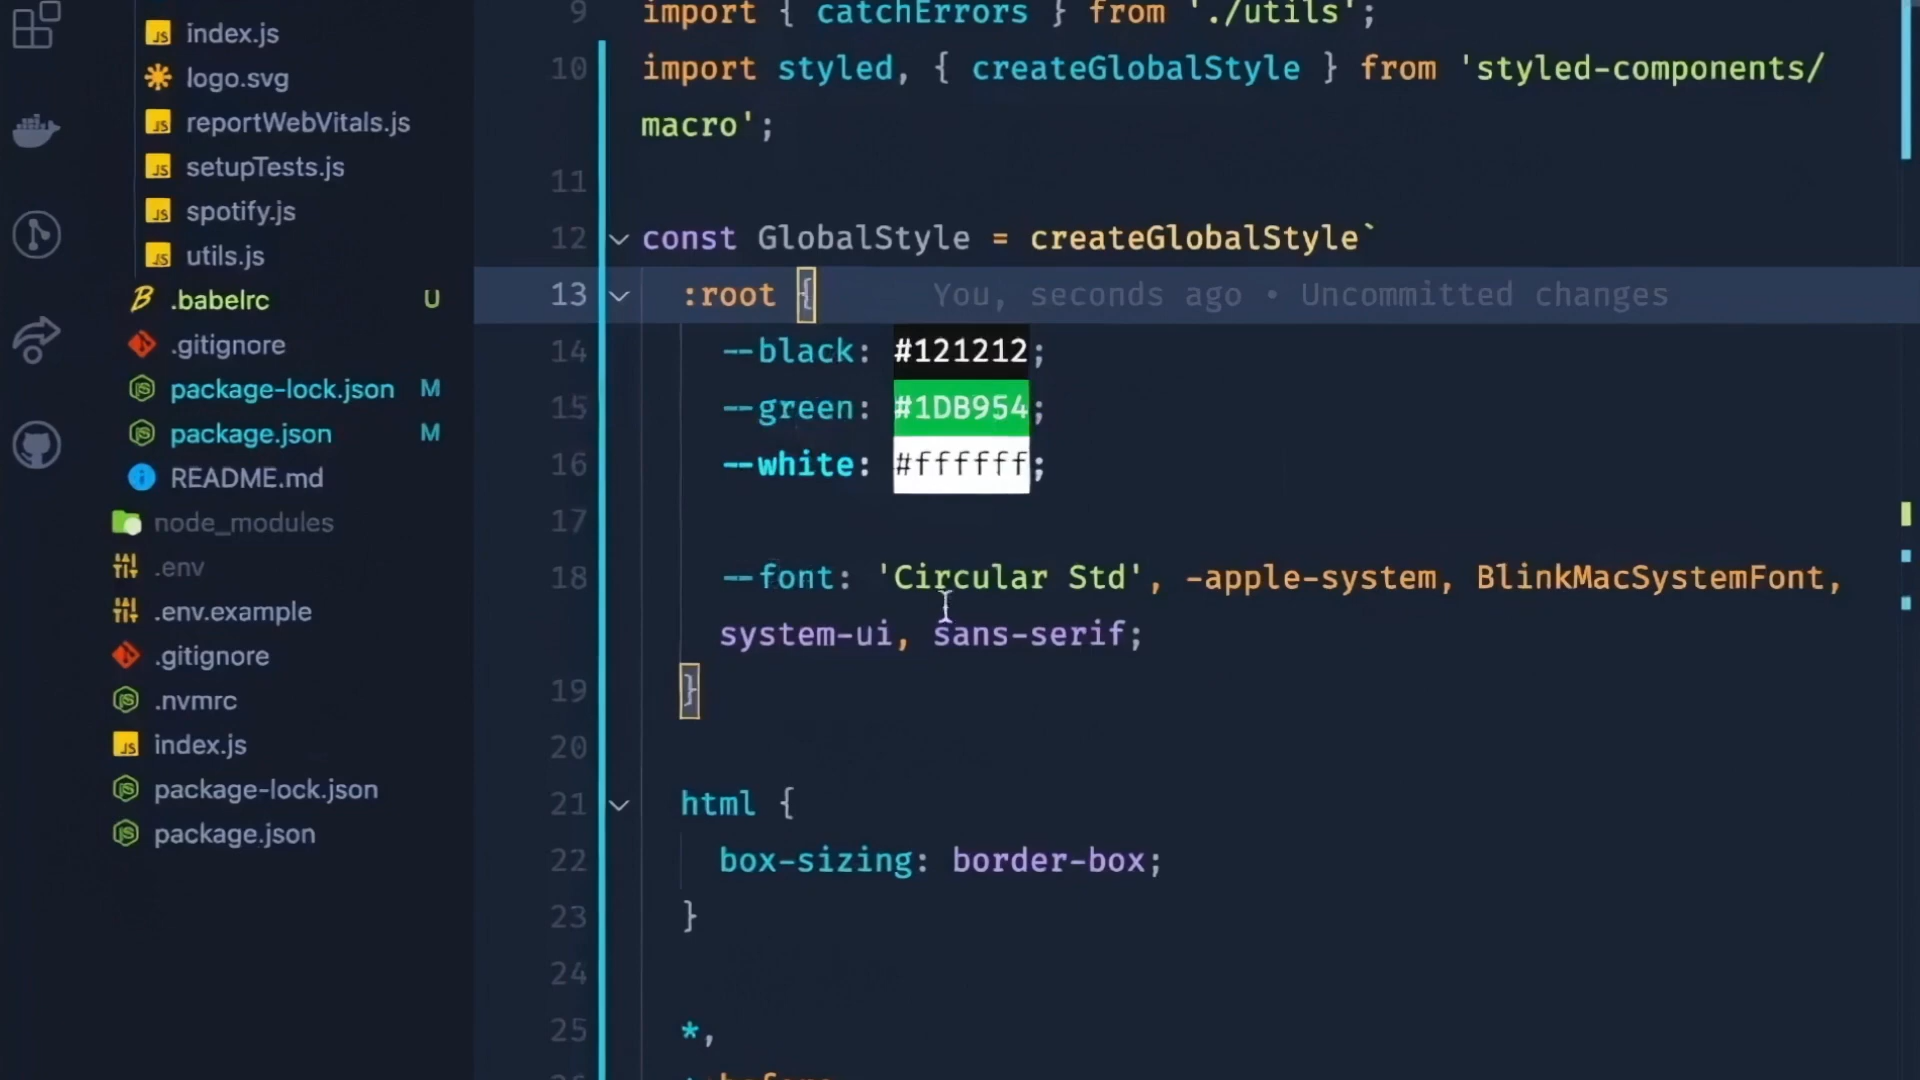 index.js
logo.svg
reportWebVitals.js
setupTests.js
spotify.js
utils.js
.babelrc U
.gitignore
package-lock.json M
package.json M
README.md
node_modules
.env
.env.example
.gitignore
.nvmrc
index.js
package-lock.json
package.json
9 import { catchErrors } from './utils';
10 import styled, { createGlobalStyle } from 'styled-components/
macro';
11
12 const GlobalStyle = createGlobalStyle`
13 :root { You, seconds ago • Uncommitted changes
14 --black: #121212;
15 --green: #1DB954;
16 --white: #ffffff;
17
18 --font: 'Circular Std', -apple-system, BlinkMacSystemFont,
system-ui, sans-serif;
19 }
20
21 html {
22 box-sizing: border-box;
23 }
24
25 *,